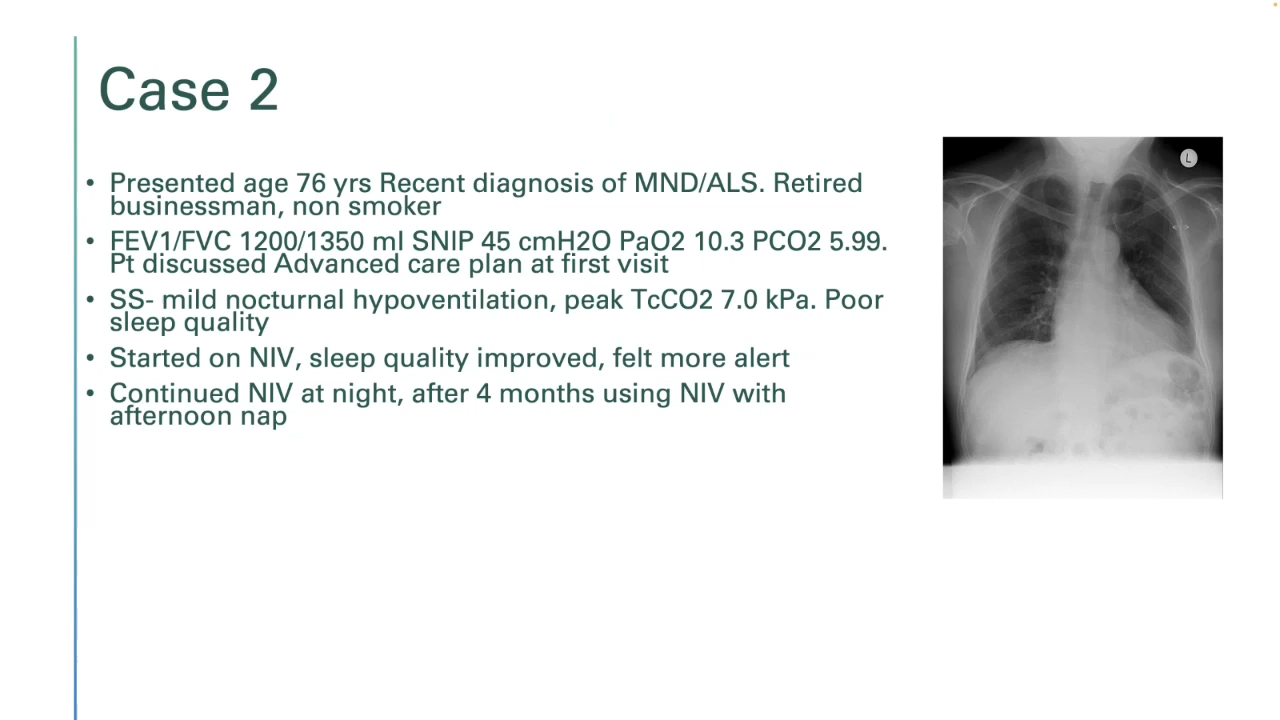 Case 2
• Presented age 76 yrs Recent diagnosis of MND/ALS. Retired
businessman, non smoker
• FEV1/FVC 1200/1350 ml SNIP 45 cmH2O PaO2 10.3 PCO2 5.99.
Pt discussed Advanced care plan at first visit
• SS- mild nocturnal hypoventilation, peak TcCO2 7.0 kPa. Poor
sleep quality
• Started on NIV, sleep quality improved, felt more alert
• Continued NIV at night, after 4 months using NIV with
afternoon nap
L